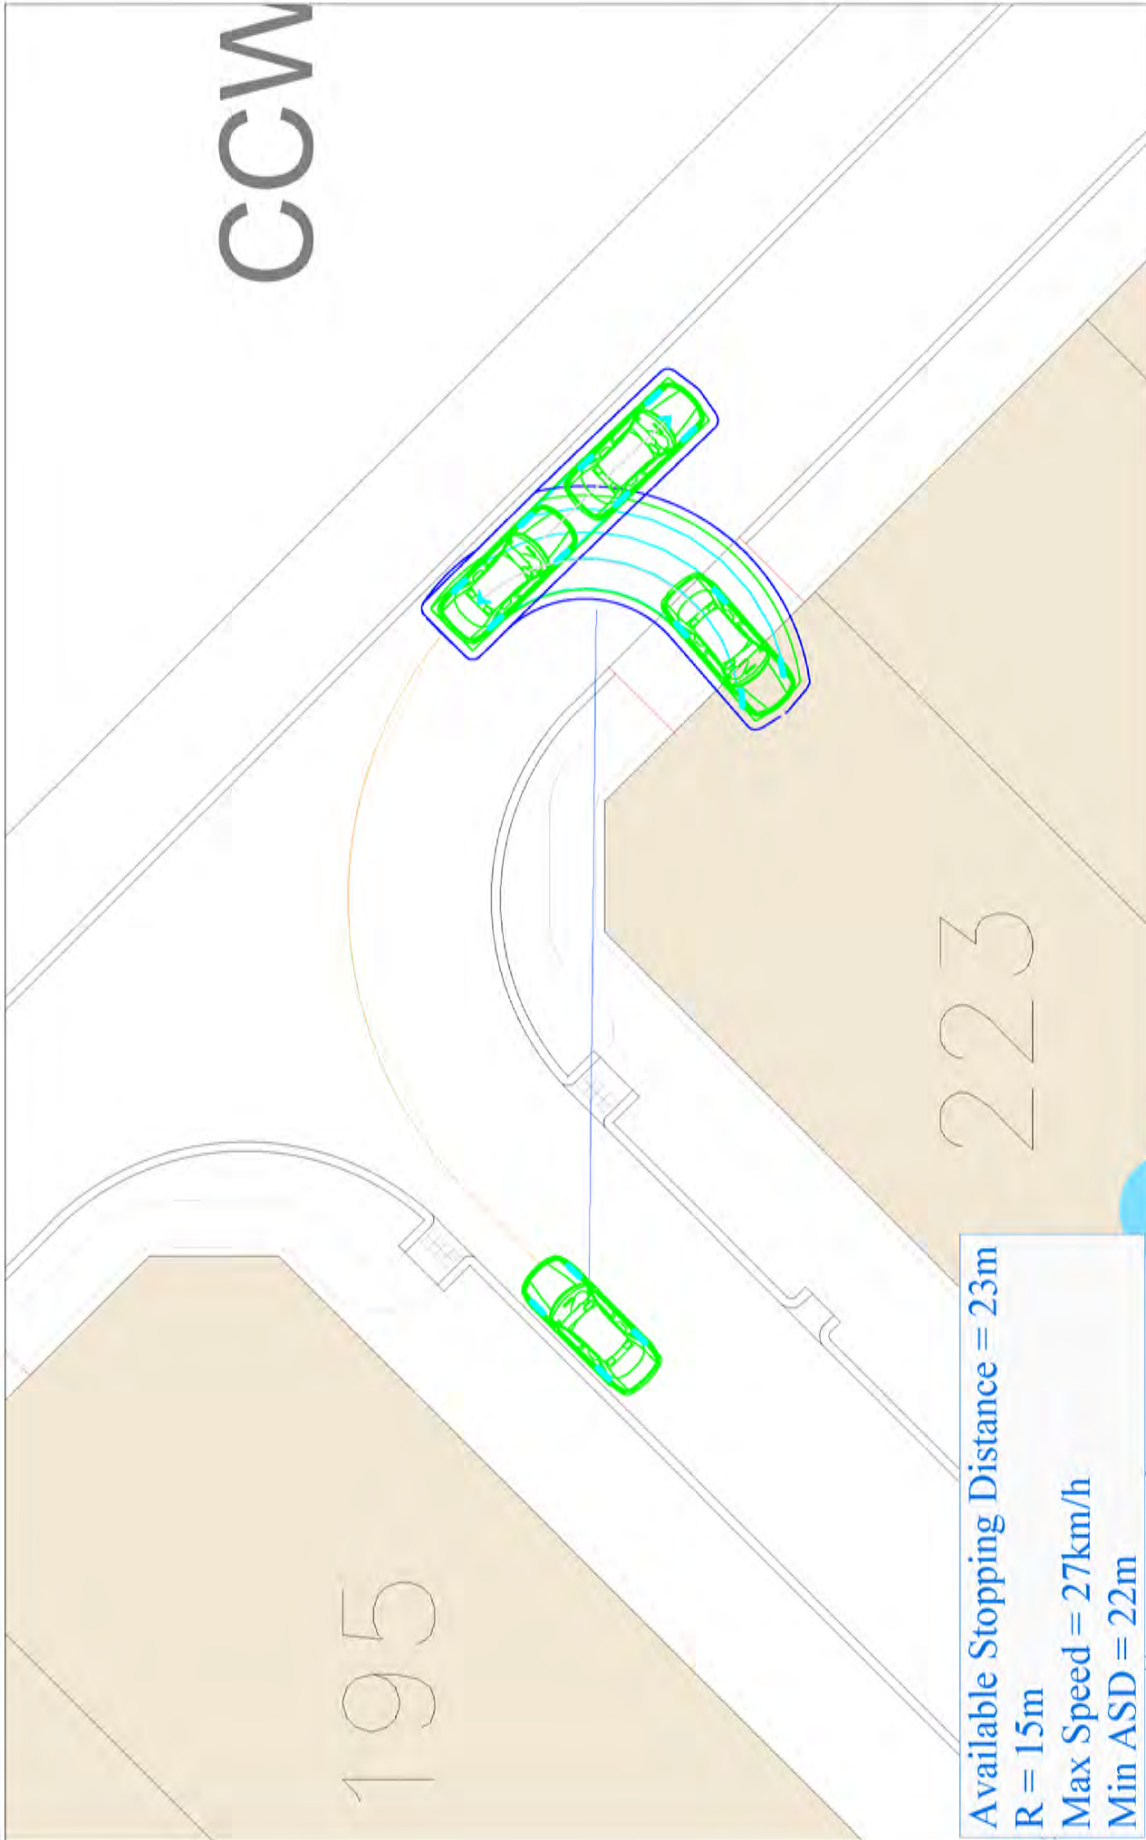 CCW
195
223
Available Stopping Distance = 23m
R = 15m
Max Speed = 27km/h
Min ASD = 22m